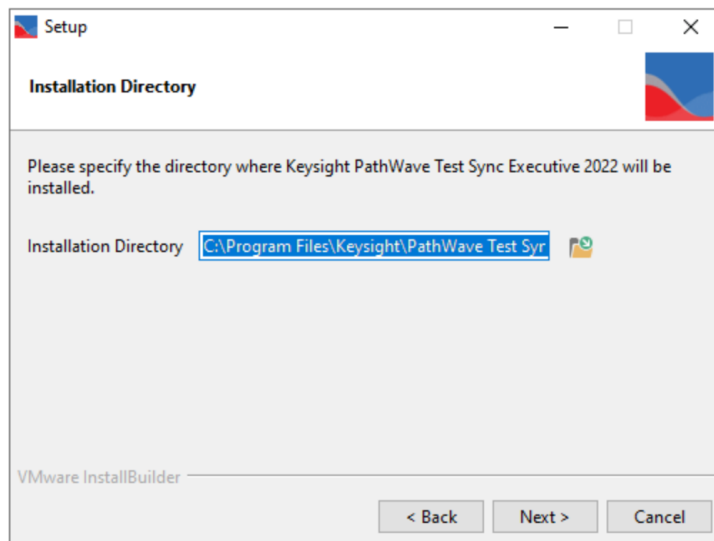 Setup
Installation Directory
Please specify the directory where Keysight PathWave Test Sync Executive 2022 will be
installed.
Installation Directory C:\Program Files\Keysight\PathWave Test Syr
VMware InstallBuilder
< Back Next > Cancel